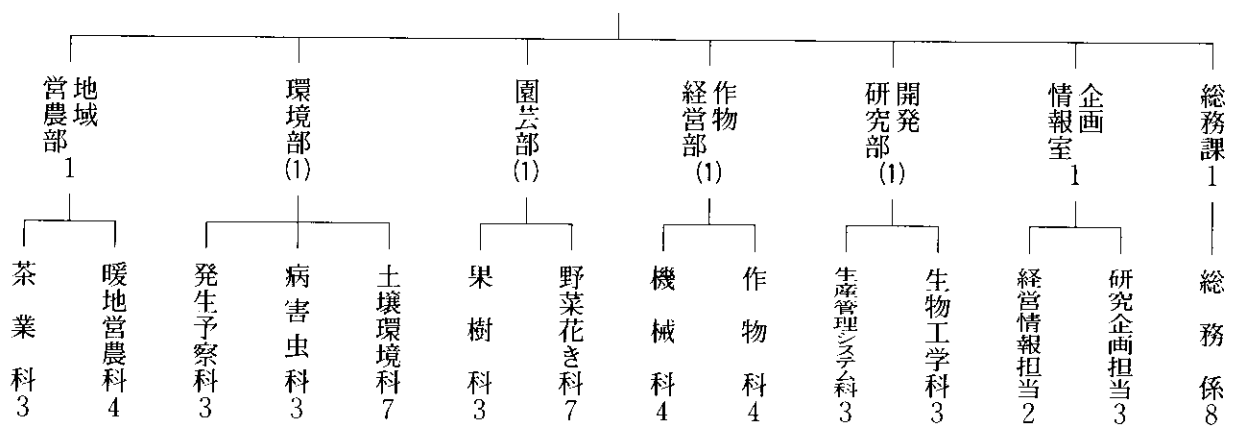 総務課1
総務係8
企画
情報室1
研究企画担当3
経営情報担当2
開発
研究部(1)
生物工学科3
生産管理システム科3
作物
経営部(1)
作物科4
機械科4
園芸部(1)
野菜花き科7
果樹科3
環境部(1)
土壌環境科7
病害虫科3
発生予察科3
地域
営農部1
暖地営農科4
茶業科3